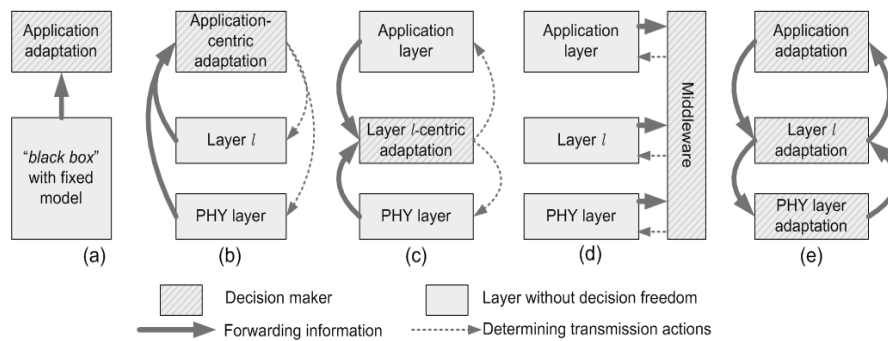 Application
adaptation
"black box"
with fixed
model
(a)
Application-
centric
adaptation
Layer l
PHY layer
(b)
Application
layer
Layer l-centric
adaptation
PHY layer
(c)
Application
layer
Layer l
PHY layer
Middleware
(d)
Application
adaptation
Layer l
adaptation
PHY layer
adaptation
(e)
Decision maker
Layer without decision freedom
Forwarding information
Determining transmission actions